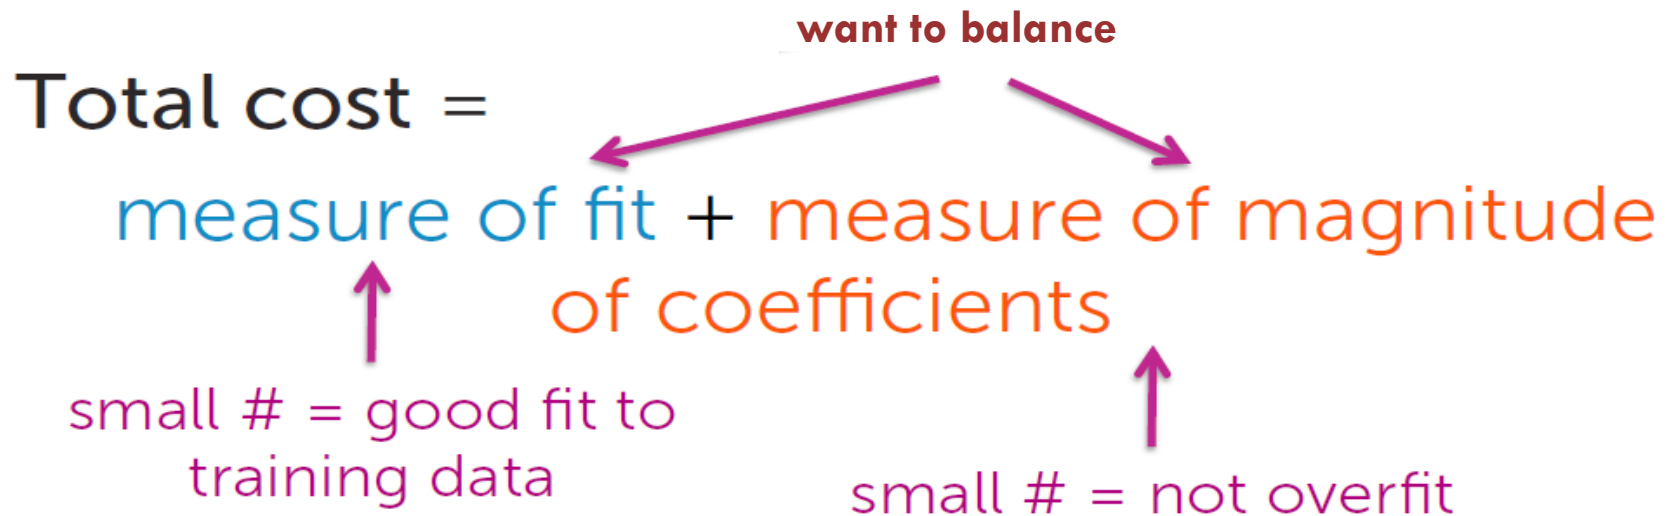 want to balance
Total cost =
measure of fit + measure of magnitude
of coefficients
small # = good fit to
training data
small # = not overfit